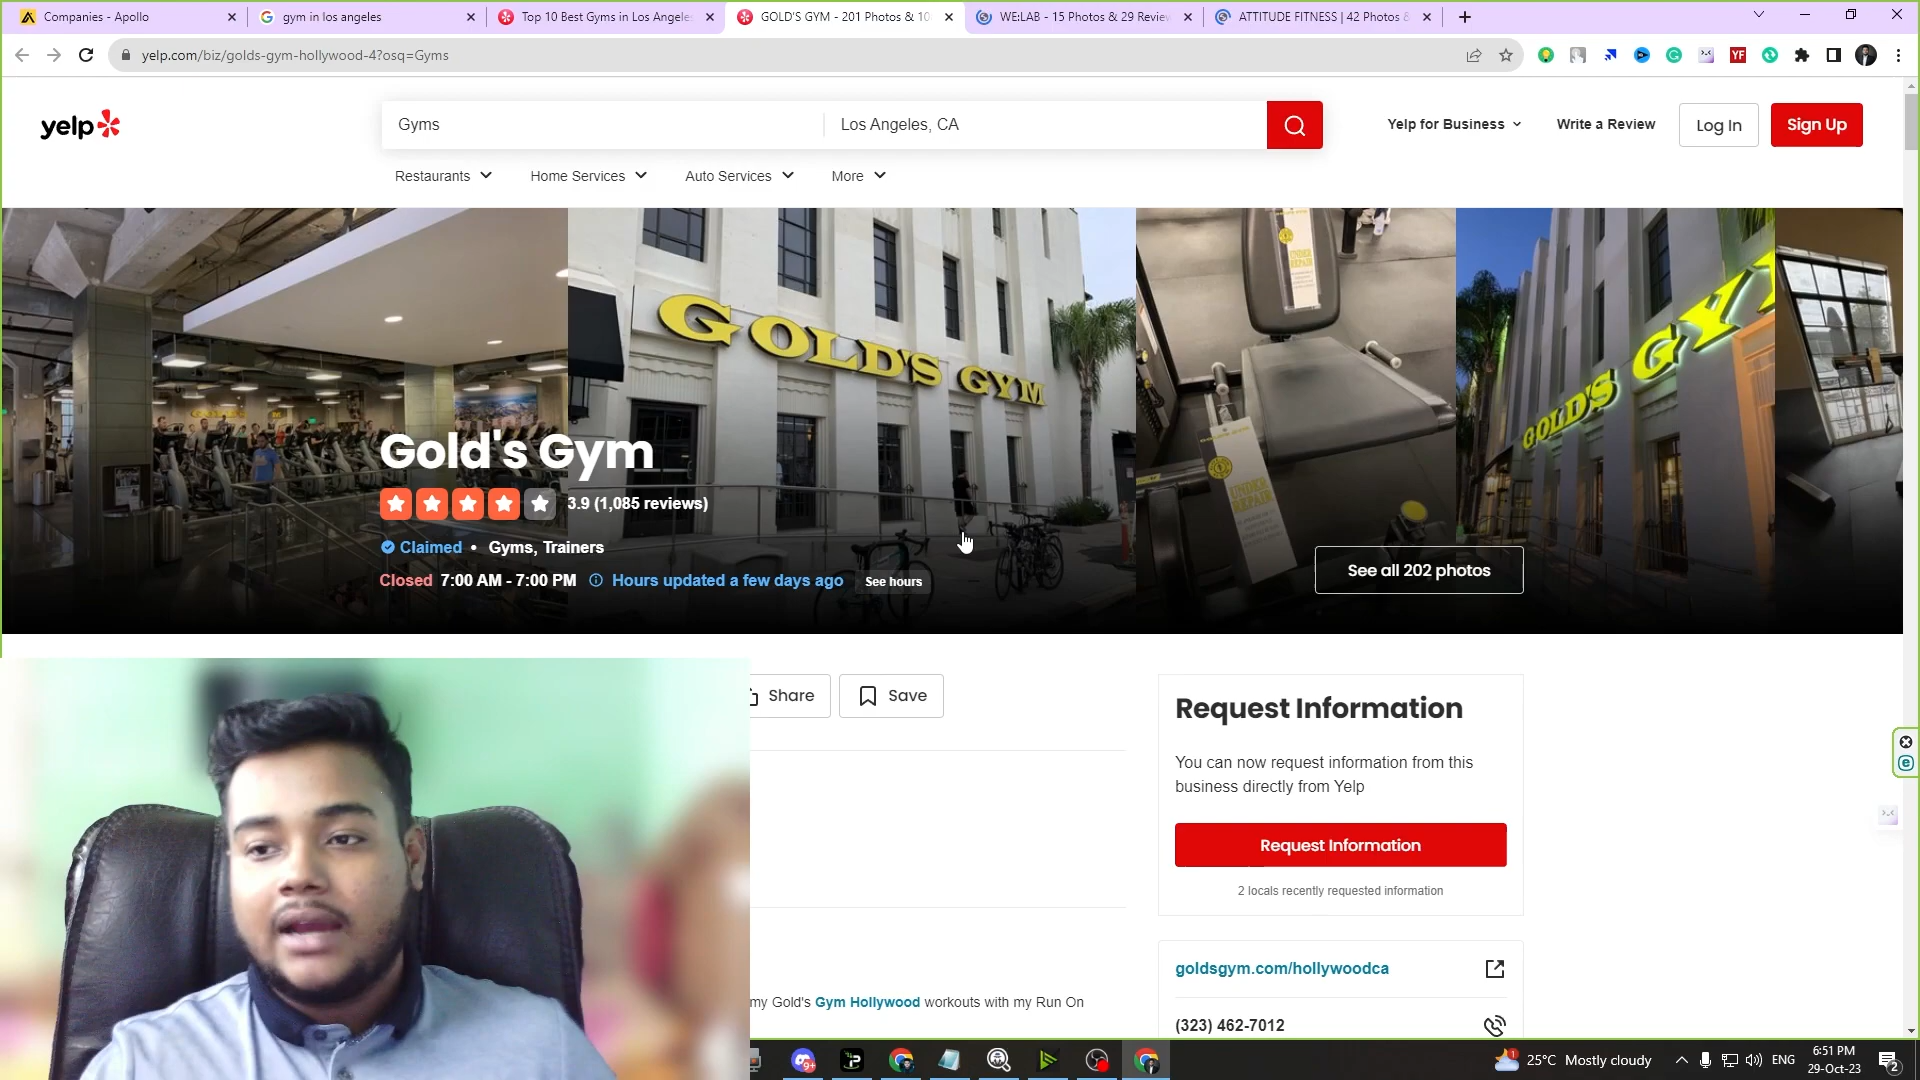 Companies - Apollo
gym in los angeles
Top 10 Best Gyms in Los Angeles
GOLD'S GYM - 201 Photos & 10
WE:LAB - 15 Photos & 29 Review
ATTITUDE FITNESS | 42 Photos &
yelp.com/biz/golds-gym-hollywood-4?osq=Gyms
YF
yelp
Gyms
Los Angeles, CA
Yelp for Business
Write a Review
Log In
Sign Up
Restaurants
Home Services
Auto Services
More
GOLD'S GYM
GOLD'S GY
UNDER REPAIR
Gold's Gym
3.9 (1,085 reviews)
Claimed • Gyms, Trainers
Closed 7:00 AM - 7:00 PM Hours updated a few days ago See hours
See all 202 photos
Share
Save
Request Information
You can now request information from this
business directly from Yelp
Request Information
2 locals recently requested information
goldsgym.com/hollywoodca
(323) 462-7012
my Gold's Gym Hollywood workouts with my Run On
25°C Mostly cloudy
ENG
6:51 PM
29-Oct-23
2